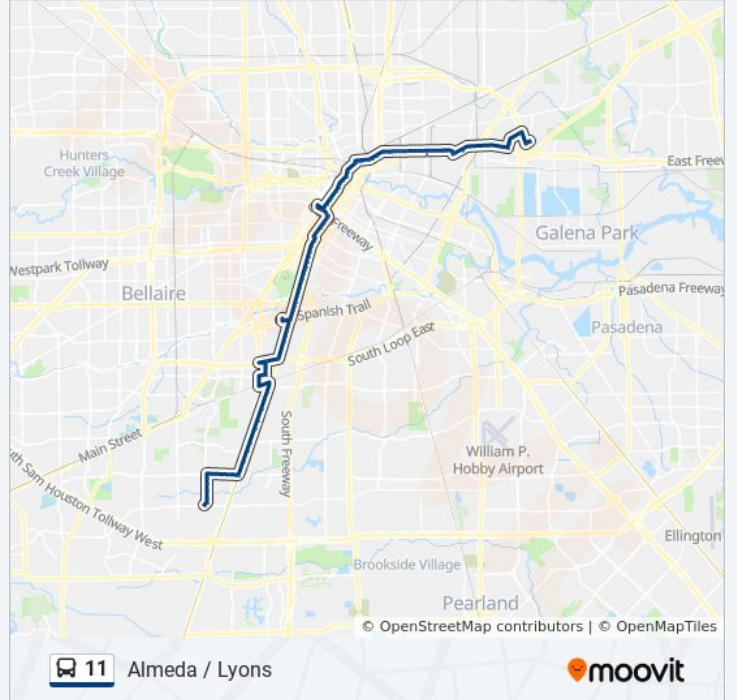 Hunters
Creek Village
East Freew
Freeway
Galena Park
Westpark Tollway
Bellaire
Pasadena Freeway
Spanish Trail
Pasadena
South Loop East
South Freeway
Main Street
William P.
Hobby Airport
uth Sam Houston Tollway West
Ellington
Brookside Village
Pearland
© OpenStreetMap contributors | © OpenMapTiles
11 Almeda / Lyons
moovit